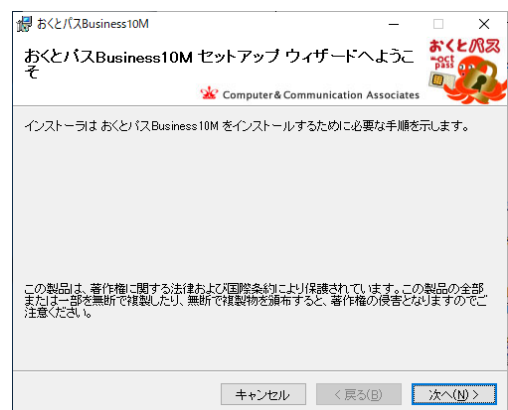 おくとパスBusiness10M
おくとパスBusiness10M セットアップ ウィザードへようこ
そ
おくとパス
-oct
pass
Computer & Communication Associates
インストーラは おくとパスBusiness10M をインストールするために必要な手順を示します。
この製品は、著作権に関する法律および国際条約により保護されています。この製品の全部
または一部を無断で複製したり、無断で複製物を頒布すると、著作権の侵害となりますのでご
注意ください。
キャンセル
< 戻る(B)
次へ(N) >